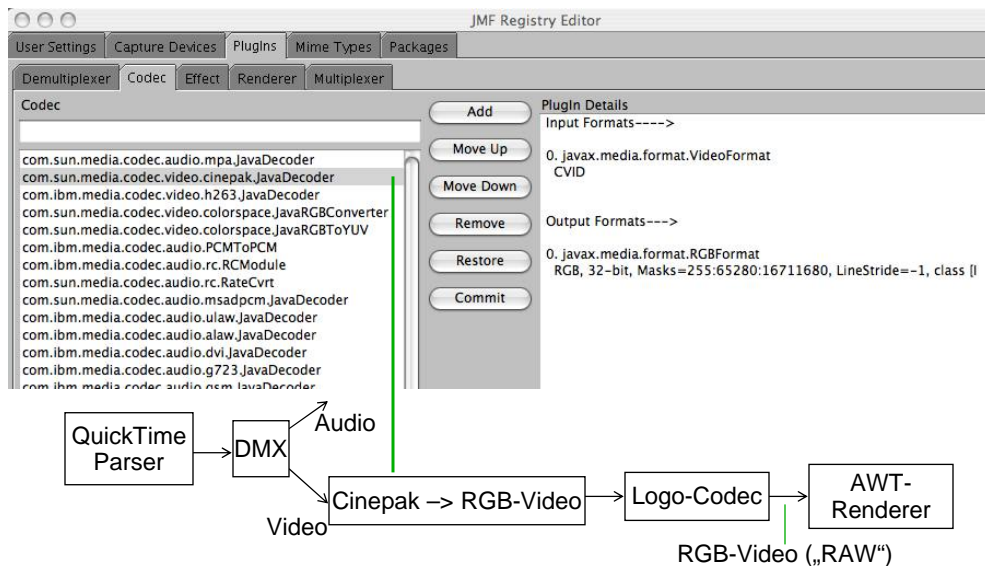 JMF Registry Editor
User Settings Capture Devices PlugIns Mime Types Packages
Demultiplexer Codec Effect Renderer Multiplexer
Codec
com.sun.media.codec.audio.mpa.JavaDecoder
com.sun.media.codec.video.cinepak.JavaDecoder
com.ibm.media.codec.video.h263.JavaDecoder
com.sun.media.codec.video.colorspace.JavaRGBConverter
com.sun.media.codec.video.colorspace.JavaRGBToYUV
com.ibm.media.codec.audio.PCMToPCM
com.ibm.media.codec.audio.rc.RCModule
com.sun.media.codec.audio.rc.RateCvrt
com.sun.media.codec.audio.msadpcm.JavaDecoder
com.ibm.media.codec.audio.ulaw.JavaDecoder
com.ibm.media.codec.audio.alaw.JavaDecoder
com.ibm.media.codec.audio.dvi.JavaDecoder
com.ibm.media.codec.audio.g723.JavaDecoder
com.ibm.media.codec.audio.gsm.JavaDecoder
Add
Move Up
Move Down
Remove
Restore
Commit
PlugIn Details
Input Formats---->
0. javax.media.format.VideoFormat
CVID
Output Formats--->
0. javax.media.format.RGBFormat
RGB, 32-bit, Masks=255:65280:16711680, LineStride=-1, class [I
QuickTime
Parser
DMX
Audio
Video
Cinepak –> RGB-Video
Logo-Codec
AWT-
Renderer
RGB-Video („RAW“)